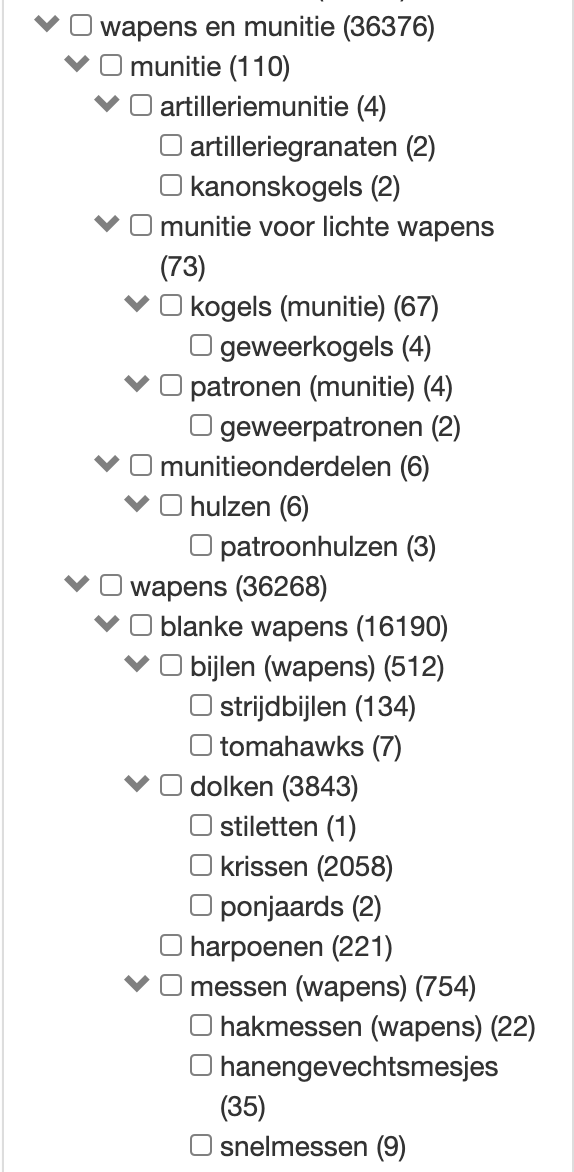 wapens en munitie (36376)
munitie (110)
artilleriemunitie (4)
artilleriegranaten (2)
kanonskogels (2)
munitie voor lichte wapens
(73)
kogels (munitie) (67)
geweerkogels (4)
patronen (munitie) (4)
geweerpatronen (2)
munitieonderdelen (6)
hulzen (6)
patroonhulzen (3)
wapens (36268)
blanke wapens (16190)
bijlen (wapens) (512)
strijdbijlen (134)
tomahawks (7)
dolken (3843)
stiletten (1)
krissen (2058)
ponjaards (2)
harpoenen (221)
messen (wapens) (754)
hakmessen (wapens) (22)
hanengevechtsmesjes
(35)
snelmessen (9)